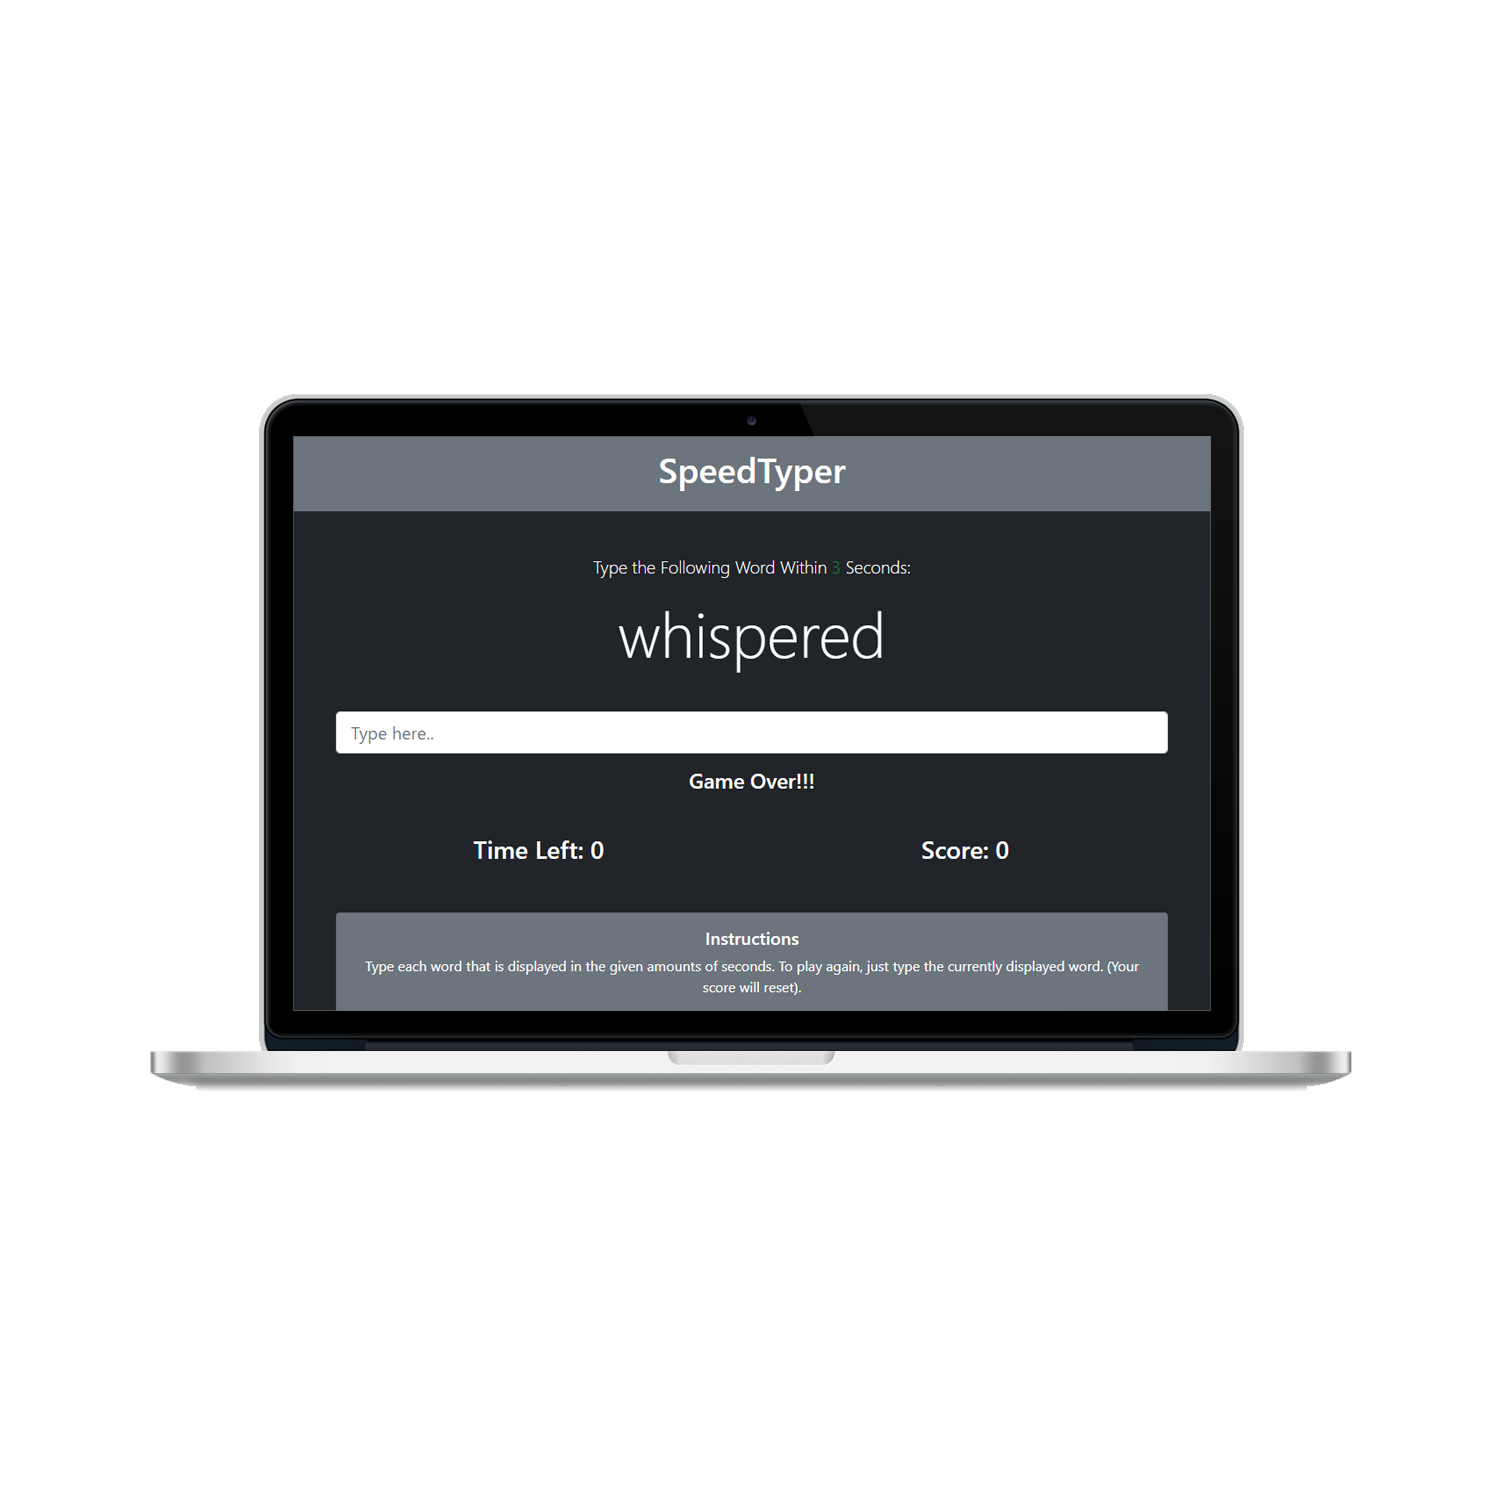 SpeedTyper
Type the Following Word Within 3 Seconds:
whispered
Type here..
Game Over!!!
Time Left: 0 Score: 0
Instructions
Type each word that is displayed in the given amounts of seconds. To play again, just type the currently displayed word. (Your
score will reset).